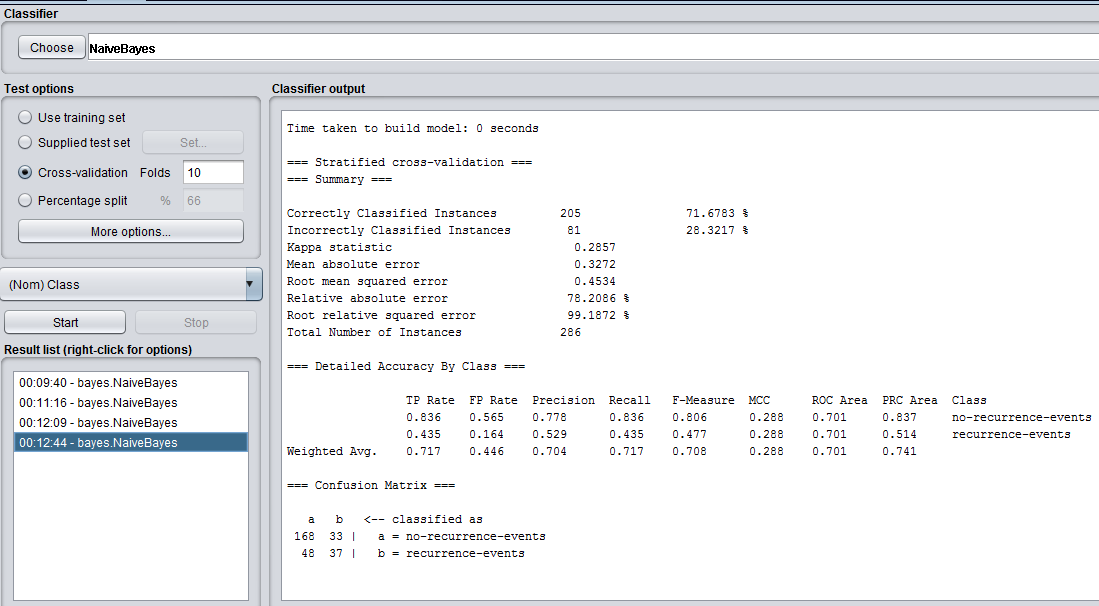 Classifier
Choose NaiveBayes
Test options
Use training set
Supplied test set Set...
Cross-validation Folds 10
Percentage split % 66
More options...
(Nom) Class
Start Stop
Result list (right-click for options)
00:09:40 - bayes.NaiveBayes
00:11:16 - bayes.NaiveBayes
00:12:09 - bayes.NaiveBayes
00:12:44 - bayes.NaiveBayes
Classifier output
Time taken to build model: 0 seconds
=== Stratified cross-validation ===
=== Summary ===
Correctly Classified Instances 205 71.6783 %
Incorrectly Classified Instances 81 28.3217 %
Kappa statistic 0.2857
Mean absolute error 0.3272
Root mean squared error 0.4534
Relative absolute error 78.2086 %
Root relative squared error 99.1872 %
Total Number of Instances 286
=== Detailed Accuracy By Class ===
TP Rate FP Rate Precision Recall F-Measure MCC ROC Area PRC Area Class
0.836 0.565 0.778 0.836 0.806 0.288 0.701 0.837 no-recurrence-events
0.435 0.164 0.529 0.435 0.477 0.288 0.701 0.514 recurrence-events
Weighted Avg. 0.717 0.446 0.704 0.717 0.708 0.288 0.701 0.741
=== Confusion Matrix ===
a b <-- classified as
168 33 | a = no-recurrence-events
48 37 | b = recurrence-events